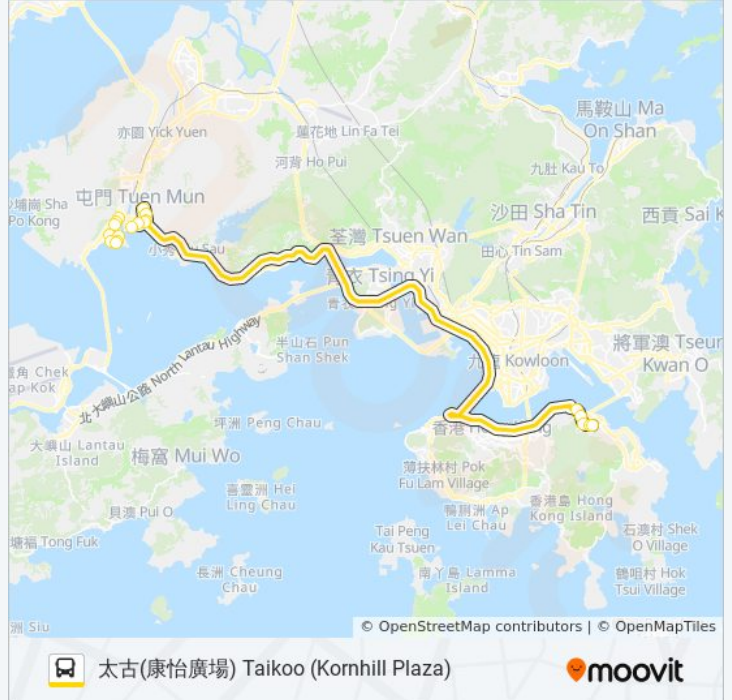 馬鞍山 Ma
On Shan
亦園 Yick Yuen
蓮花地 Lin Fa Tei
河背 Ho Pui
九肚 Kau To
埔崗 Sha
Po Kong
屯門 Tuen Mun
沙田 Sha Tin
西貢 Sai K
荃灣 Tsuen Wan
田心 Tin Sam
Sau
衣 Tsing Yi
北大嶼山公路 North Lantau Highway
半山石 Pun
Shan Shek
將軍澳 Tseur
Kwan O
九龍 Kowloon
角 Chek
ap Kok
坪洲 Peng Chau
香港
大嶼山 Lantau
Island
梅窩 Mui Wo
薄扶林村 Pok
Fu Lam Village
喜靈洲 Hei
Ling Chau
鴨脷洲 Ap
Lei Chau
香港島 Hong
Kong Island
貝澳 Pui O
石澳村 Shek
O Village
塘福 Tong Fuk
Tai Peng
Kau Tsuen
長洲 Cheung
Chau
南丫島 Lamma
Island
鶴咀村 Hok
Tsui Village
洲 Siu
© OpenStreetMap contributors | © OpenMapTiles
太古(康怡廣場) Taikoo (Kornhill Plaza)
moovit